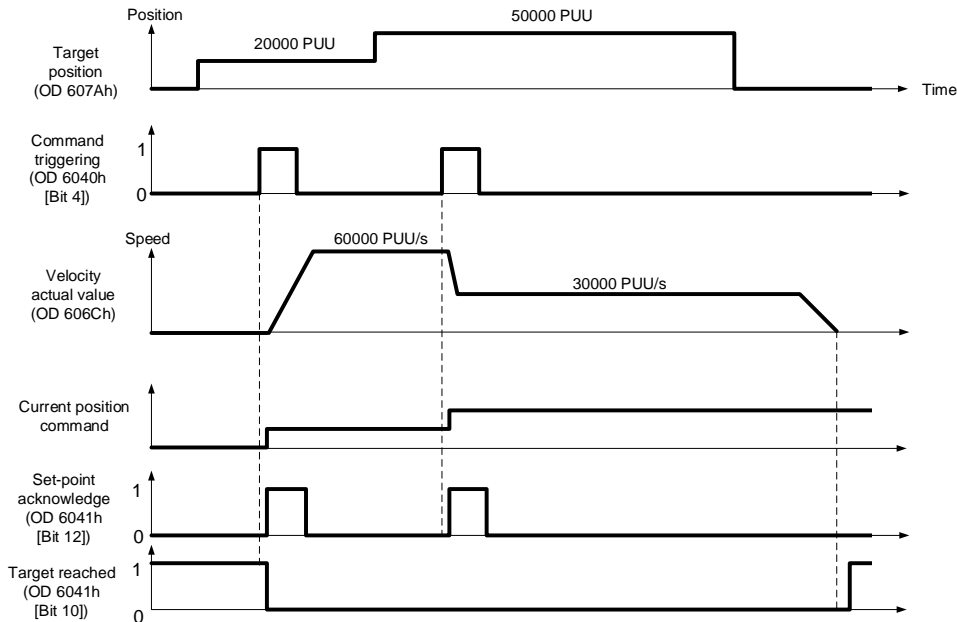 Position
50000 PUU
20000 PUU
Target
position
(OD 607Ah)
Time
Command
triggering
(OD 6040h
[Bit 4])
1
0
Speed
60000 PUU/s
Velocity
actual value
(OD 606Ch)
30000 PUU/s
Current position
command
Set-point
acknowledge
(OD 6041h
[Bit 12])
1
0
Target reached
(OD 6041h
[Bit 10])
1
0